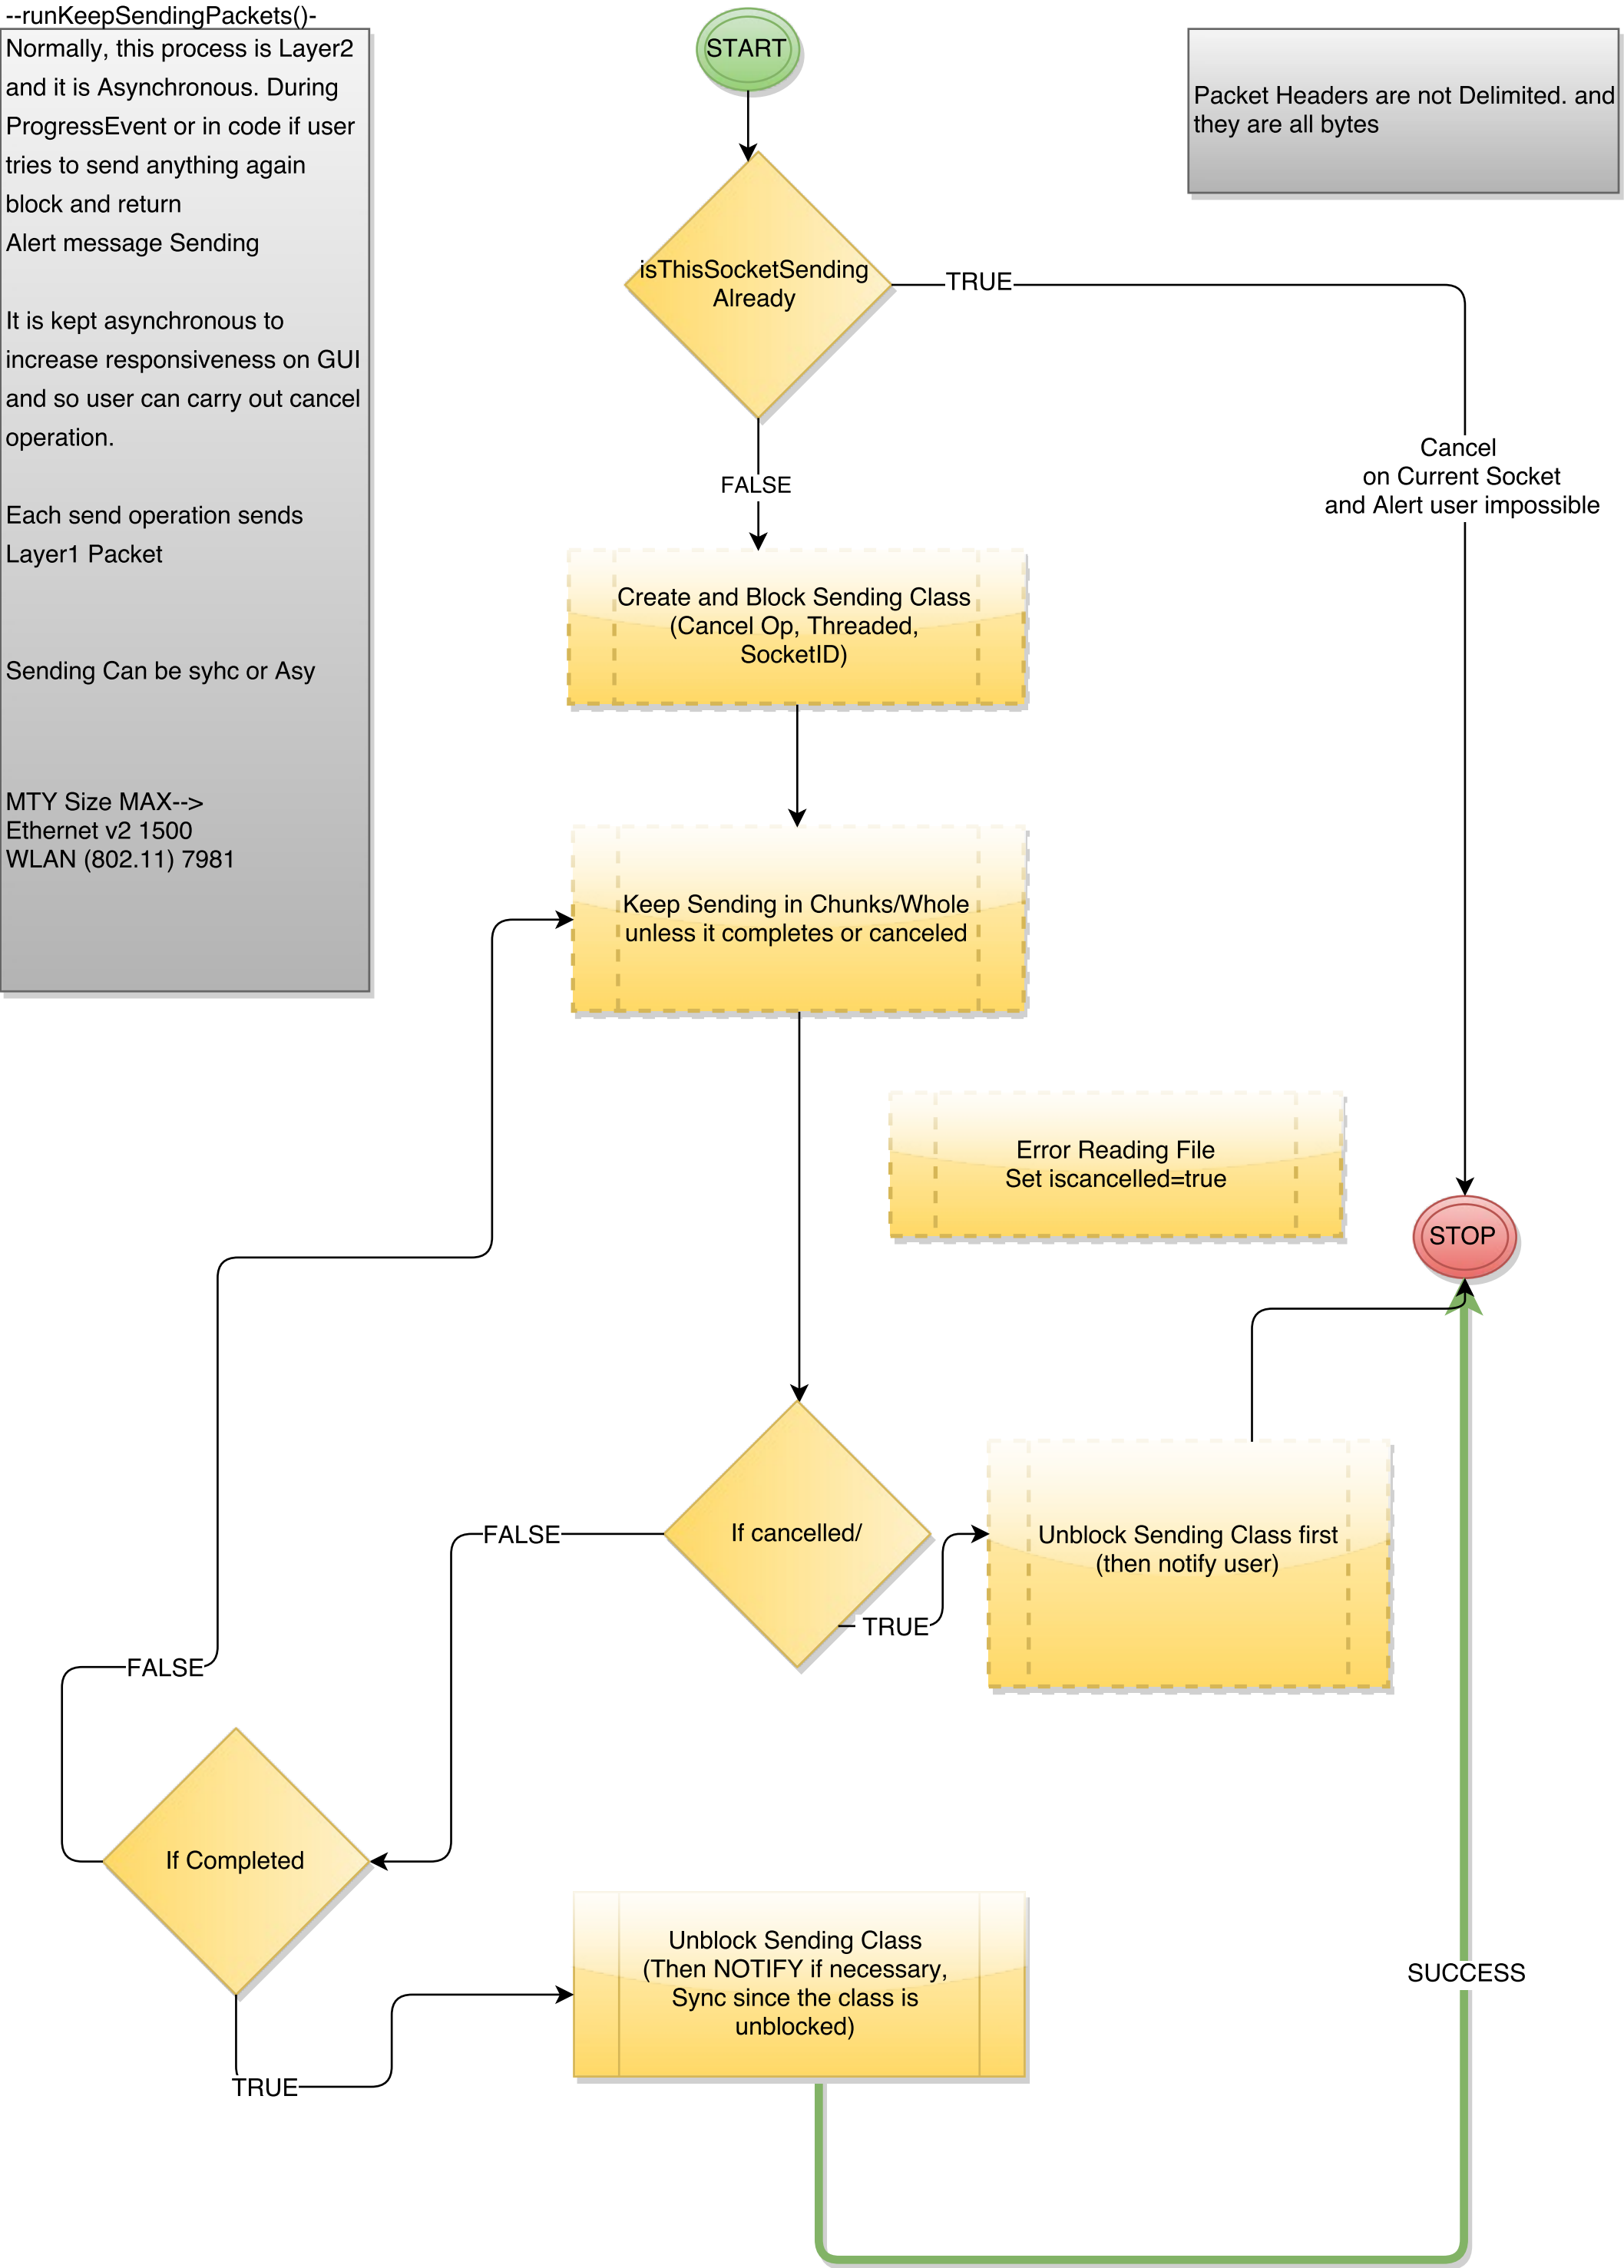 --runKeepSendingPackets()-
Normally, this process is Layer2
and it is Asynchronous. During
ProgressEvent or in code if user
tries to send anything again
block and return
Alert message Sending
It is kept asynchronous to
increase responsiveness on GUI
and so user can carry out cancel
operation.
Each send operation sends
Layer1 Packet
Sending Can be syhc or Asy
MTY Size MAX-->
Ethernet v2 1500
WLAN (802.11) 7981
START
Packet Headers are not Delimited. and
they are all bytes
isThisSocketSending
Already
TRUE
Cancel
on Current Socket
and Alert user impossible
FALSE
Create and Block Sending Class
(Cancel Op, Threaded,
SocketID)
Keep Sending in Chunks/Whole
unless it completes or canceled
Error Reading File
Set iscancelled=true
STOP
If cancelled/
FALSE
TRUE
Unblock Sending Class first
(then notify user)
FALSE
If Completed
TRUE
Unblock Sending Class
(Then NOTIFY if necessary,
Sync since the class is
unblocked)
SUCCESS